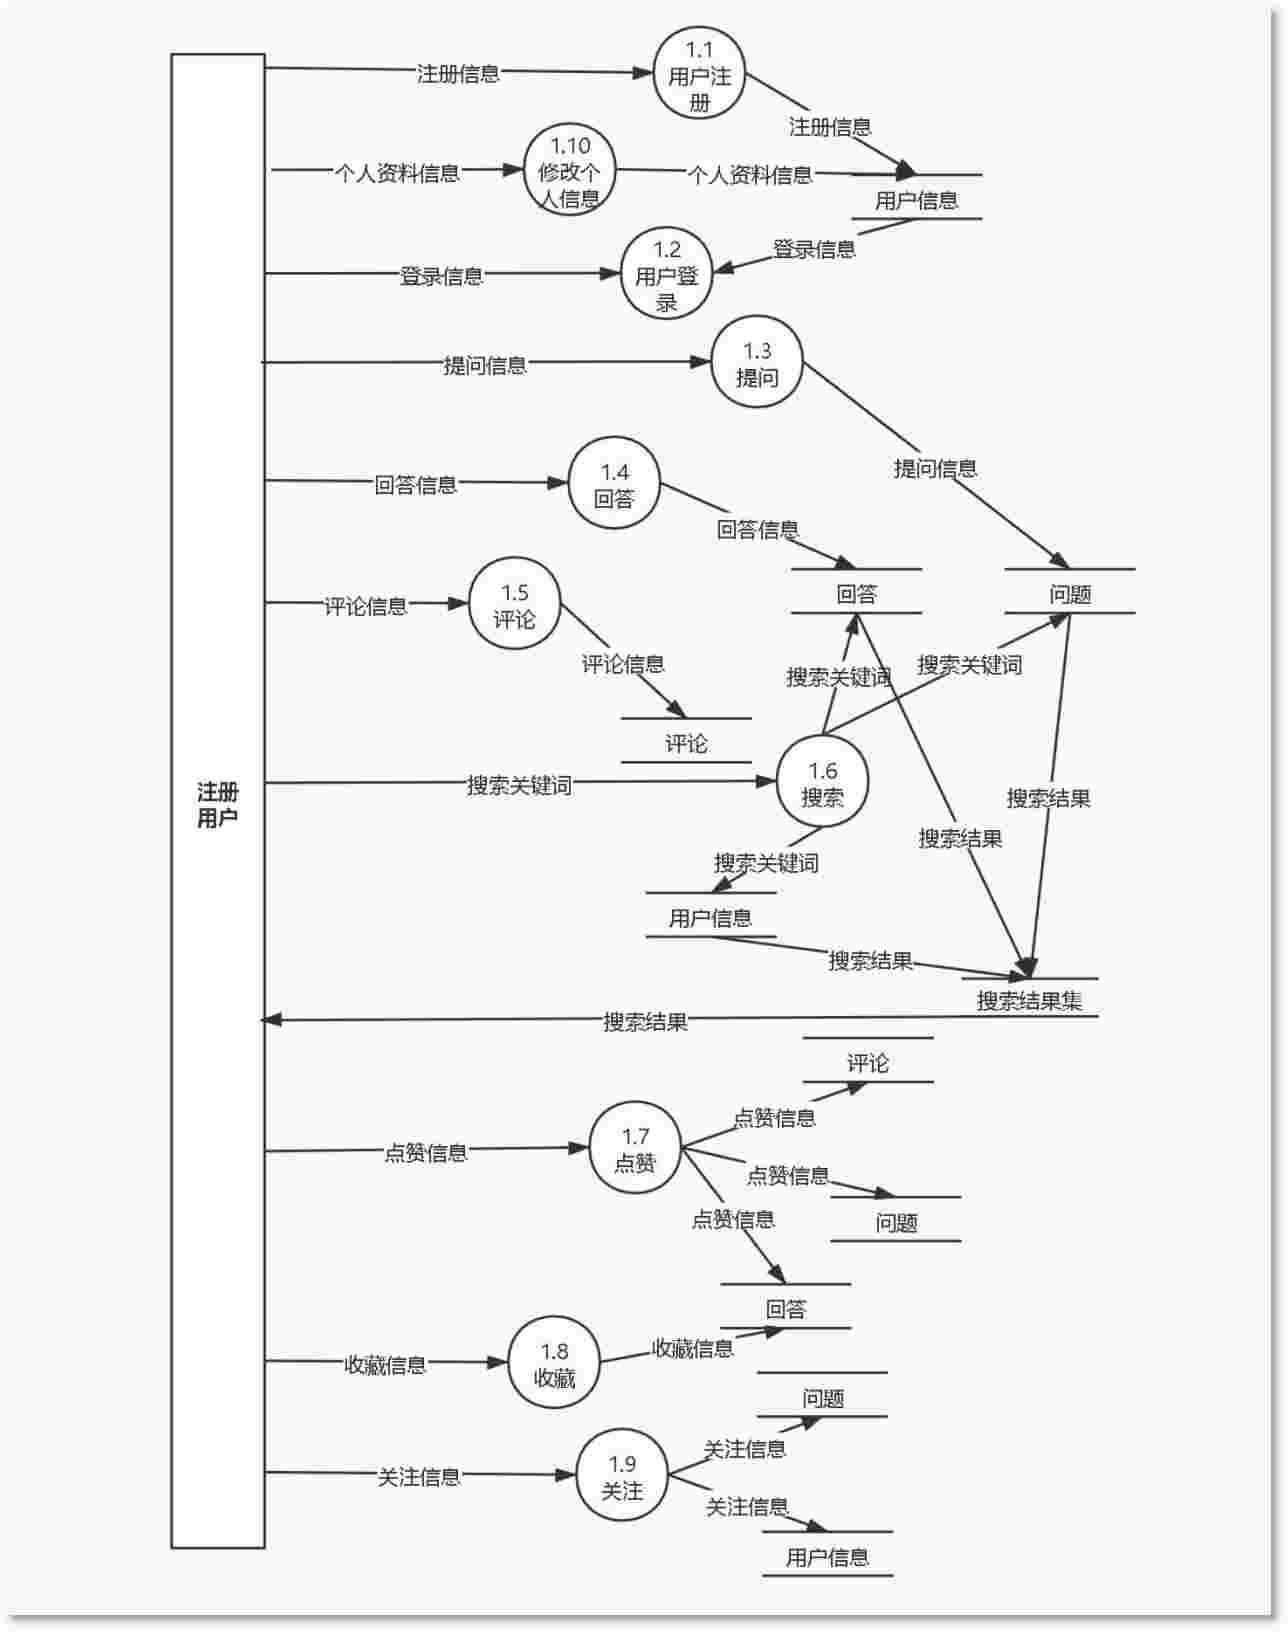 1.1
用户注
册
注册信息
注册信息
1.10
修改个
人信息
个人资料信息
个人资料信息
用户信息
1.2
用户登
录
登录信息
登录信息
1.3
提问
提问信息
提问信息
1.4
回答
回答信息
回答信息
回答
问题
1.5
评论
评论信息
评论信息
评论
搜索关键词
搜索关键词
注册
用户
搜索关键词
1.6
搜索
搜索结果
搜索结果
搜索关键词
用户信息
搜索结果
搜索结果集
搜索结果
评论
点赞信息
1.7
点赞
点赞信息
点赞信息
点赞信息
问题
回答
收藏信息
1.8
收藏
收藏信息
问题
关注信息
1.9
关注
关注信息
关注信息
用户信息